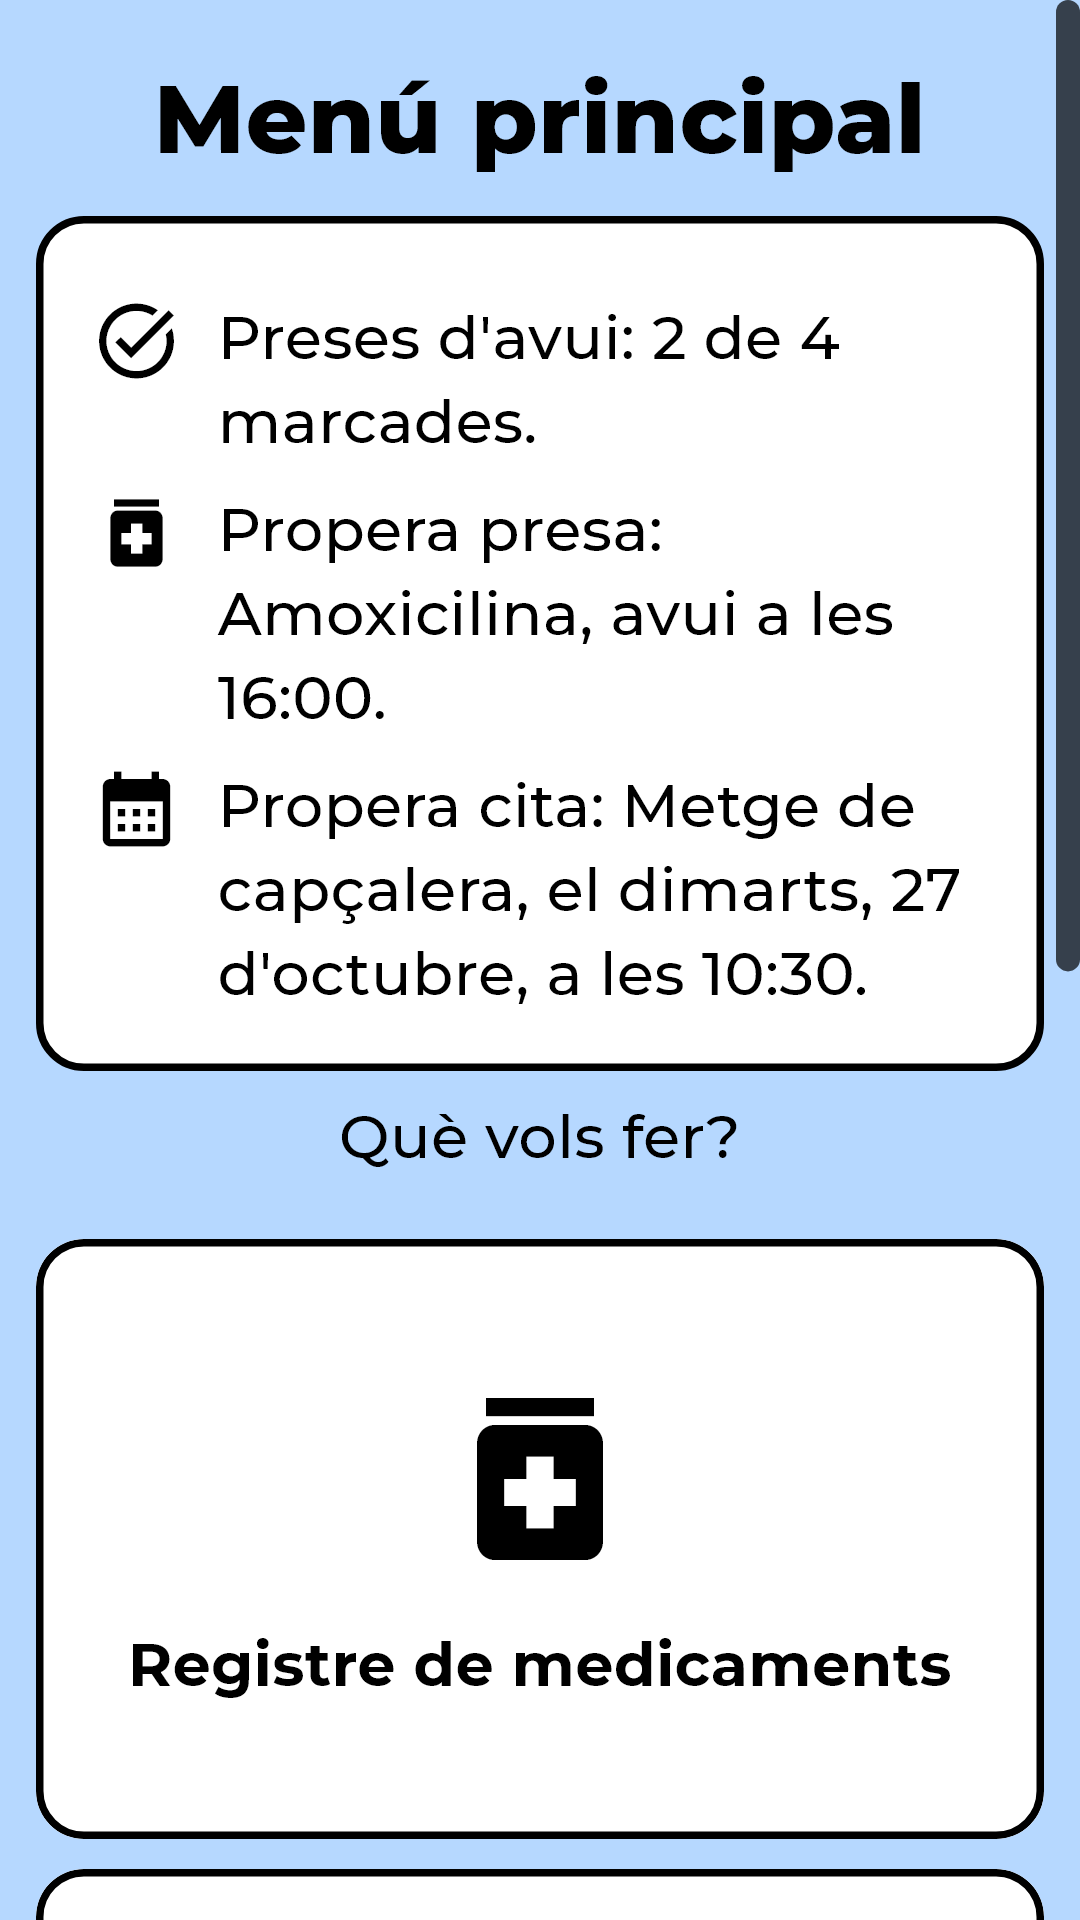 Menú principal
Preses d'avui: 2 de 4
marcades.
Propera presa:
Amoxicilina, avui a les
16:00.
Propera cita: Metge de
capçalera, el dimarts, 27
d'octubre, a les 10:30.
Què vols fer?
Registre de medicaments